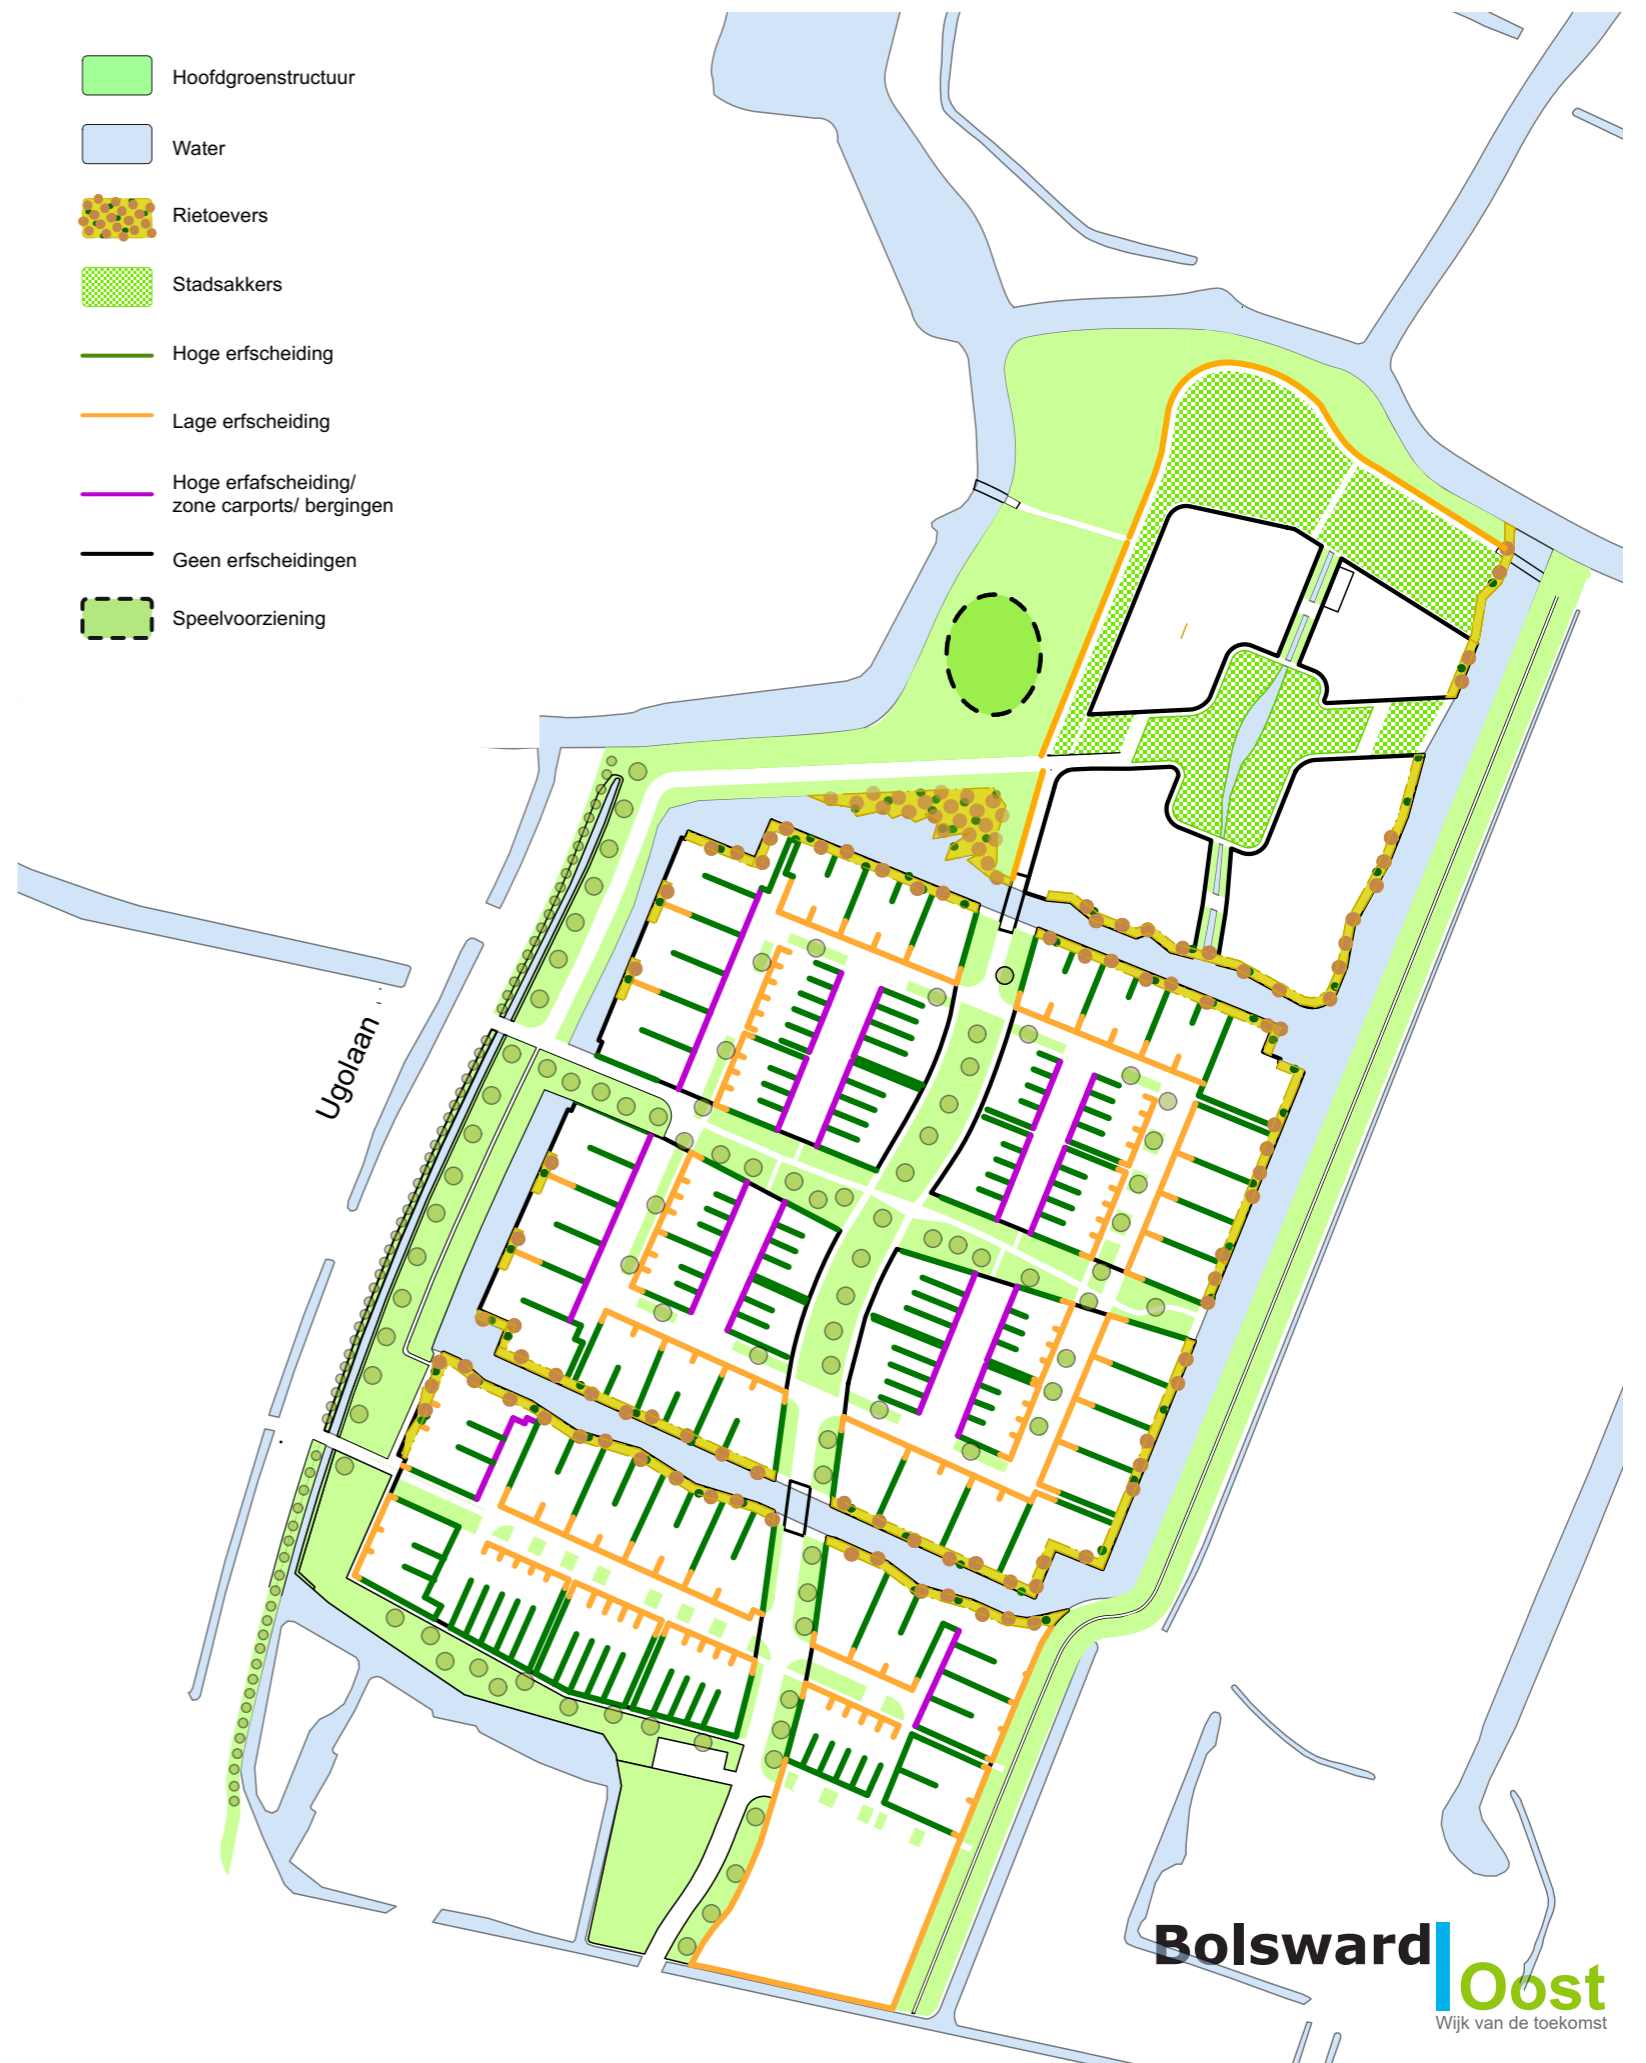 Hoofdgroenstructuur
Water
Rietoevers
Stadsakkers
Hoge erfscheiding
Lage erfscheiding
Hoge erfafscheiding/
zone carports/ bergingen
Geen erfscheidingen
Speelvoorziening
Ugolaan
Bolsward
Oost
Wijk van de toekomst